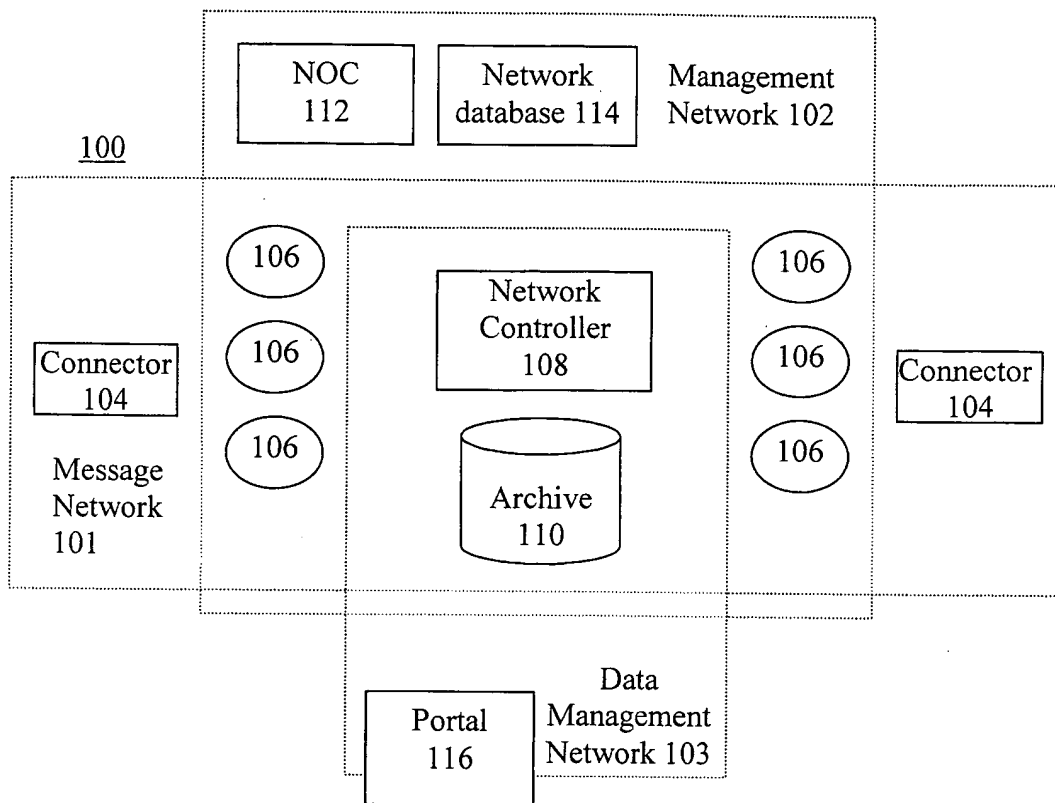 NOC
112
Network
database 114
Management
Network 102
100
106
106
106
Connector
104
Message
Network
101
Network
Controller
108
Archive
110
106
106
106
Connector
104
Portal
116
Data
Management
Network 103